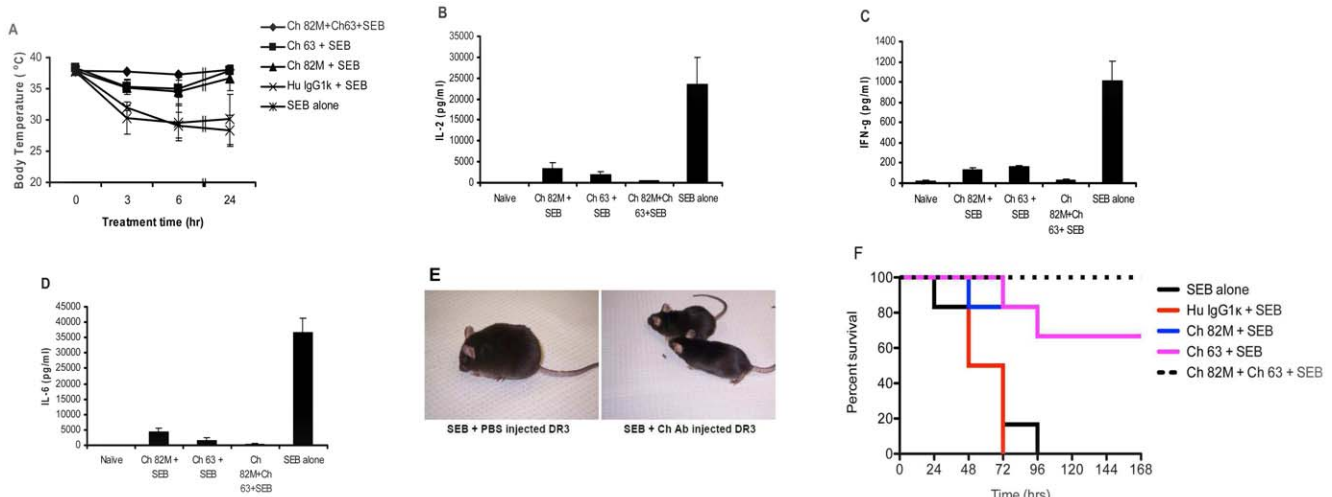 A
Body Temperature ( °C)
40
35
30
25
20
0 3 6 24
Treatment time (hr)
Ch 82M+Ch63+SEB
Ch 63 + SEB
Ch 82M + SEB
Hu IgG1k + SEB
SEB alone
B
IL-2 (pg/ml)
35000
30000
25000
20000
15000
10000
5000
0
Naïve
Ch 82M +
SEB
Ch 63 +
SEB
Ch 82M+Ch
63+SEB
SEB alone
C
IFN-g (pg/ml)
1400
1200
1000
800
600
400
200
0
Naïve
Ch 82M +
SEB
Ch 63 +
SEB
Ch
82M+Ch
63+ SEB
SEB alone
D
IL-6 (pg/ml)
45000
40000
35000
30000
25000
20000
15000
10000
5000
0
Naïve
Ch 82M +
SEB
Ch 63 +
SEB
Ch
82M+Ch
63+SEB
SEB alone
E
SEB + PBS injected DR3
SEB + Ch Ab injected DR3
F
Percent survival
100
80
60
40
20
0
0 24 48 72 96 120 144 168
Time (hrs)
SEB alone
Hu IgG1κ + SEB
Ch 82M + SEB
Ch 63 + SEB
Ch 82M + Ch 63 + SEB